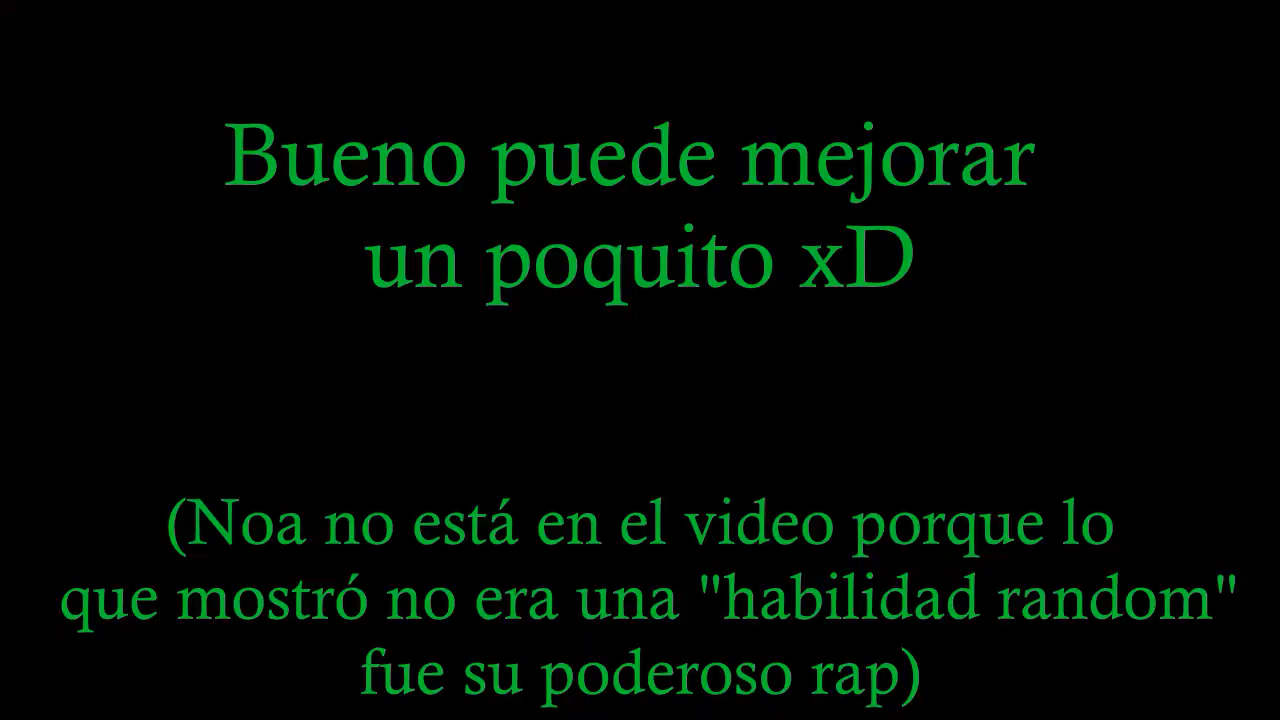 Bueno puede mejorar
un poquito xD
(Noa no está en el video porque lo
que mostró no era una "habilidad random"
fue su poderoso rap)